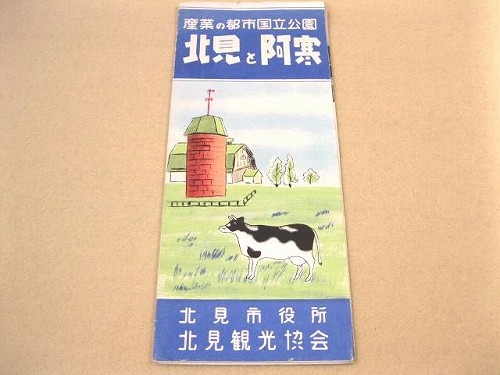 産業の都市国立公園
北見と阿寒
北見市役所
北見観光協会